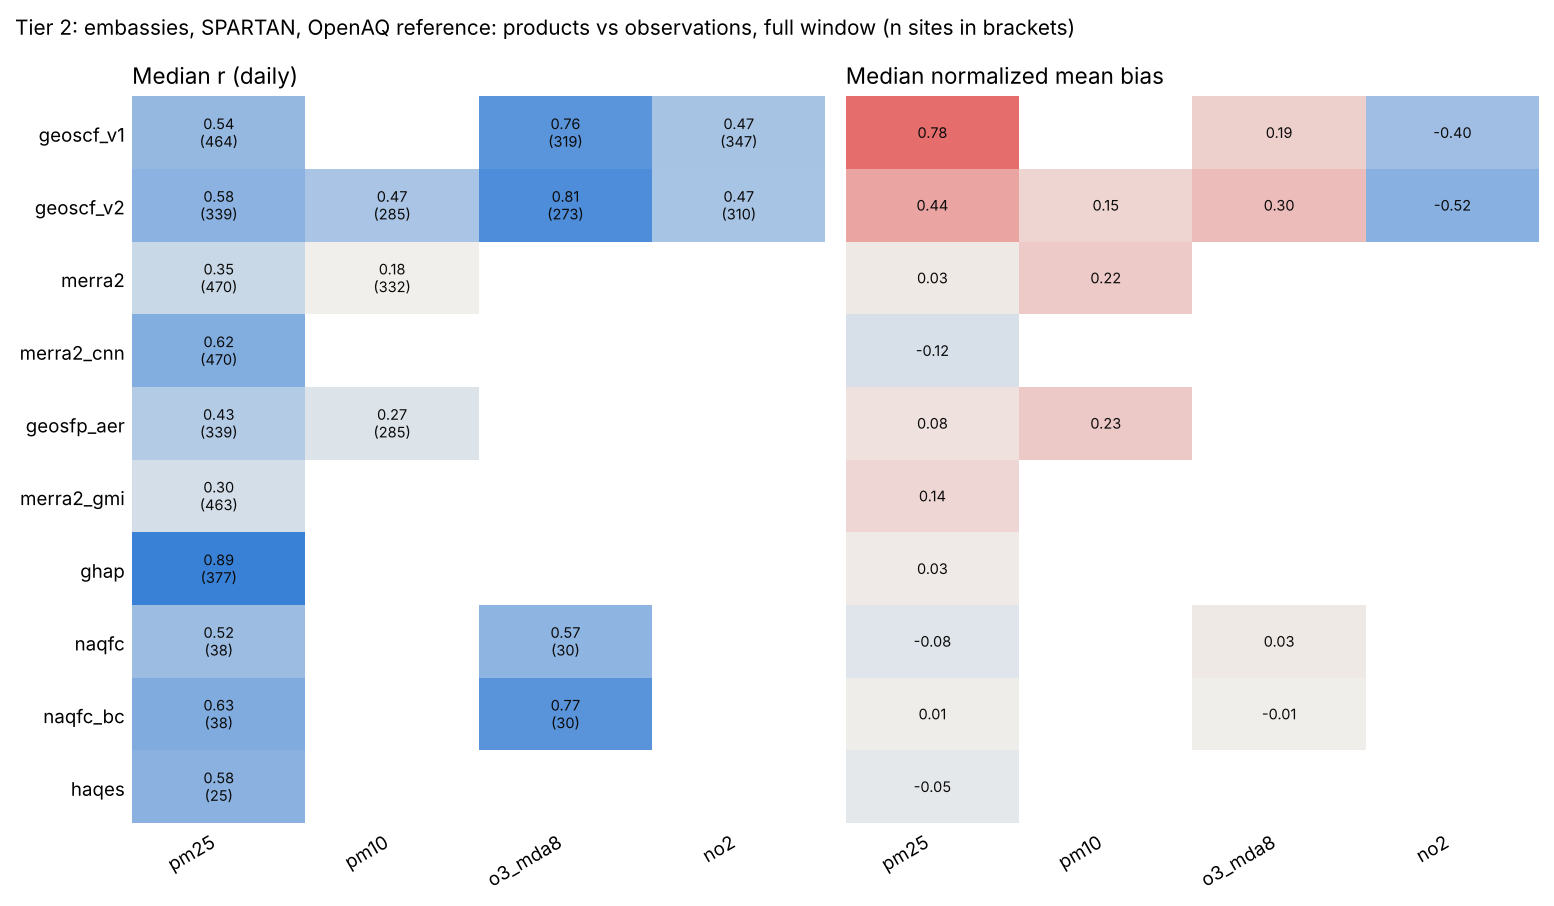 Tier 2: embassies, SPARTAN, OpenAQ reference: products vs observations, full window (n sites in brackets)
Median r (daily)
Median normalized mean bias
geoscf_v1
0.54
(464)
0.76
(319)
0.47
(347)
0.78
0.19
-0.40
geoscf_v2
0.58
(339)
0.47
(285)
0.81
(273)
0.47
(310)
0.44
0.15
0.30
-0.52
merra2
0.35
(470)
0.18
(332)
0.03
0.22
merra2_cnn
0.62
(470)
-0.12
geosfp_aer
0.43
(339)
0.27
(285)
0.08
0.23
merra2_gmi
0.30
(463)
0.14
ghap
0.89
(377)
0.03
naqfc
0.52
(38)
0.57
(30)
-0.08
0.03
naqfc_bc
0.63
(38)
0.77
(30)
0.01
-0.01
haqes
0.58
(25)
-0.05
pm25
pm10
o3_mda8
no2
pm25
pm10
o3_mda8
no2